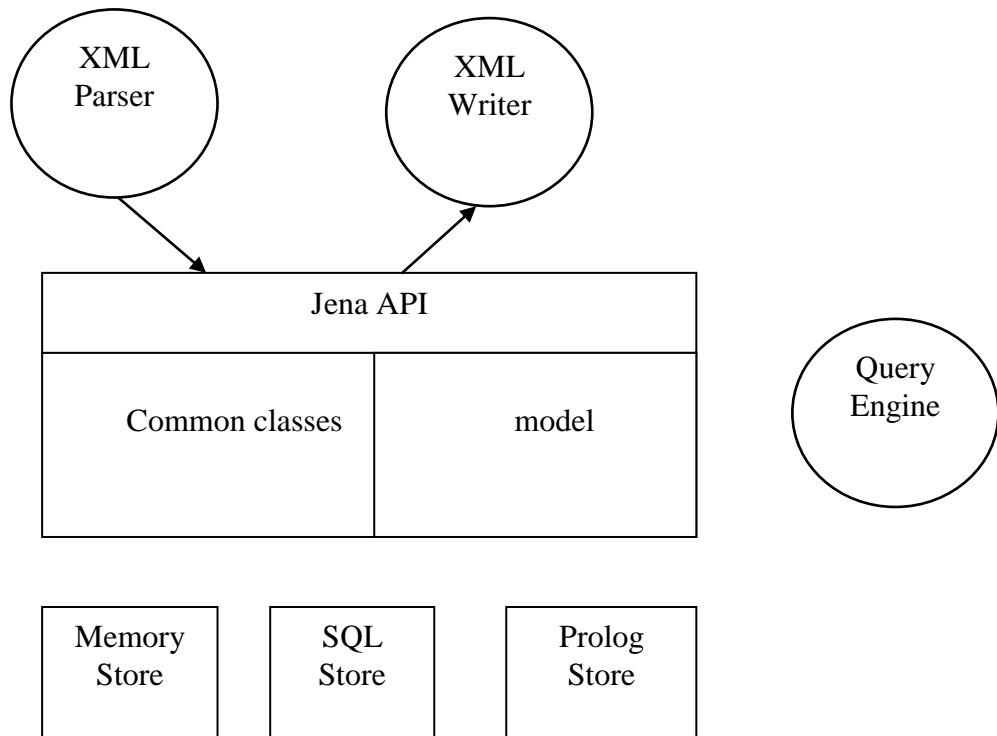 XML
Parser
XML
Writer
Jena API
Common classes
model
Query
Engine
Memory
Store
SQL
Store
Prolog
Store